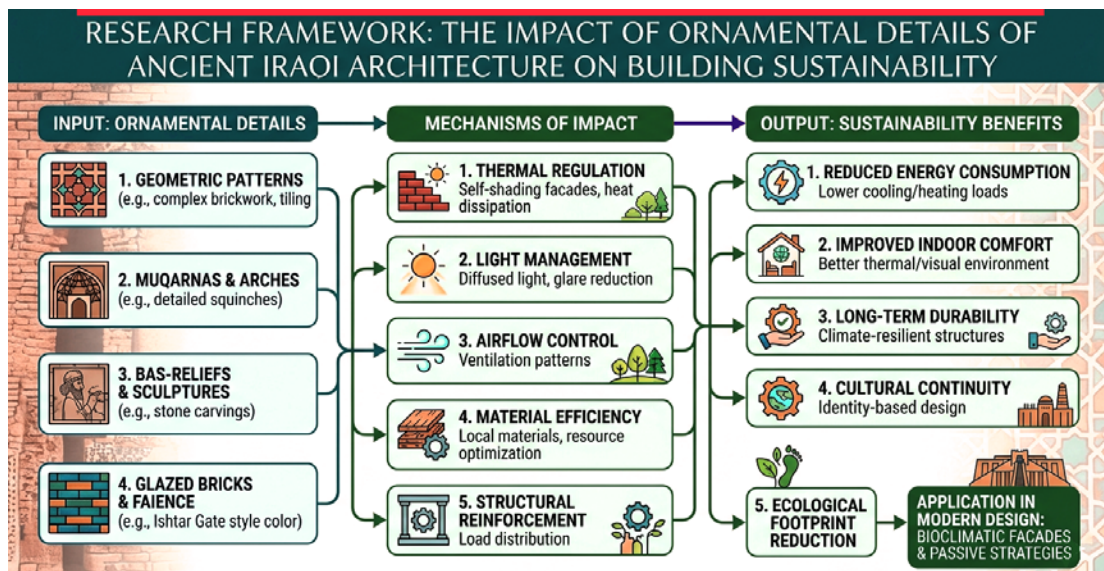 RESEARCH FRAMEWORK: THE IMPACT OF ORNAMENTAL DETAILS OF
ANCIENT IRAQI ARCHITECTURE ON BUILDING SUSTAINABILITY
INPUT: ORNAMENTAL DETAILS
1. GEOMETRIC PATTERNS
(e.g., complex brickwork, tiling
2. MUQARNAS & ARCHES
(e.g., detailed squinches)
3. BAS-RELIEFS
& SCULPTURES
(e.g., stone carvings)
4. GLAZED BRICKS
& FAIENCE
(e.g., Ishtar Gate style color)
MECHANISMS OF IMPACT
1. THERMAL REGULATION
Self-shading facades, heat
dissipation
2. LIGHT MANAGEMENT
Diffused light, glare reduction
3. AIRFLOW CONTROL
Ventilation patterns
4. MATERIAL EFFICIENCY
Local materials, resource
optimization
5. STRUCTURAL
REINFORCEMENT
Load distribution
OUTPUT: SUSTAINABILITY BENEFITS
1. REDUCED ENERGY CONSUMPTION
Lower cooling/heating loads
2. IMPROVED INDOOR COMFORT
Better thermal/visual environment
3. LONG-TERM DURABILITY
Climate-resilient structures
4. CULTURAL CONTINUITY
Identity-based design
5. ECOLOGICAL
FOOTPRINT
REDUCTION
APPLICATION IN
MODERN DESIGN:
BIOCLIMATIC FACADES
& PASSIVE STRATEGIES